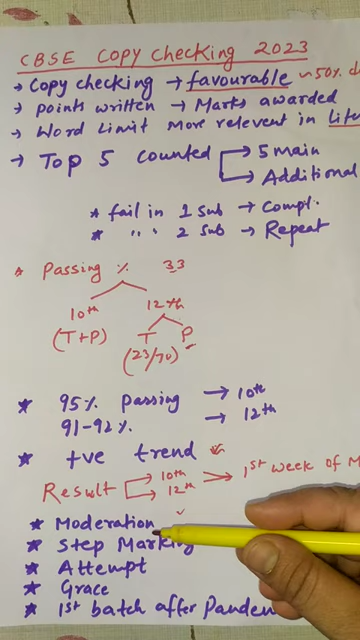 CBSE Copy Checking 2023
→ Copy checking → favourable ~50%
→ points written → Marks awarded
→ Word Limit More relevent in
→ Top 5 counted → 5 main
→ Additional
* fail in 1 Sub → Compl.
* " " 2 Sub → Repeat
* Passing % 33
10th 12th
(T+P) T P
(23/70)
* 95% Passing → 10th
91-92% → 12th
* +ve trend
Result → 10th → 12th → 1st week of
* Moderation
* Step Marking
* Attempt
* Grace
* 1st batch after